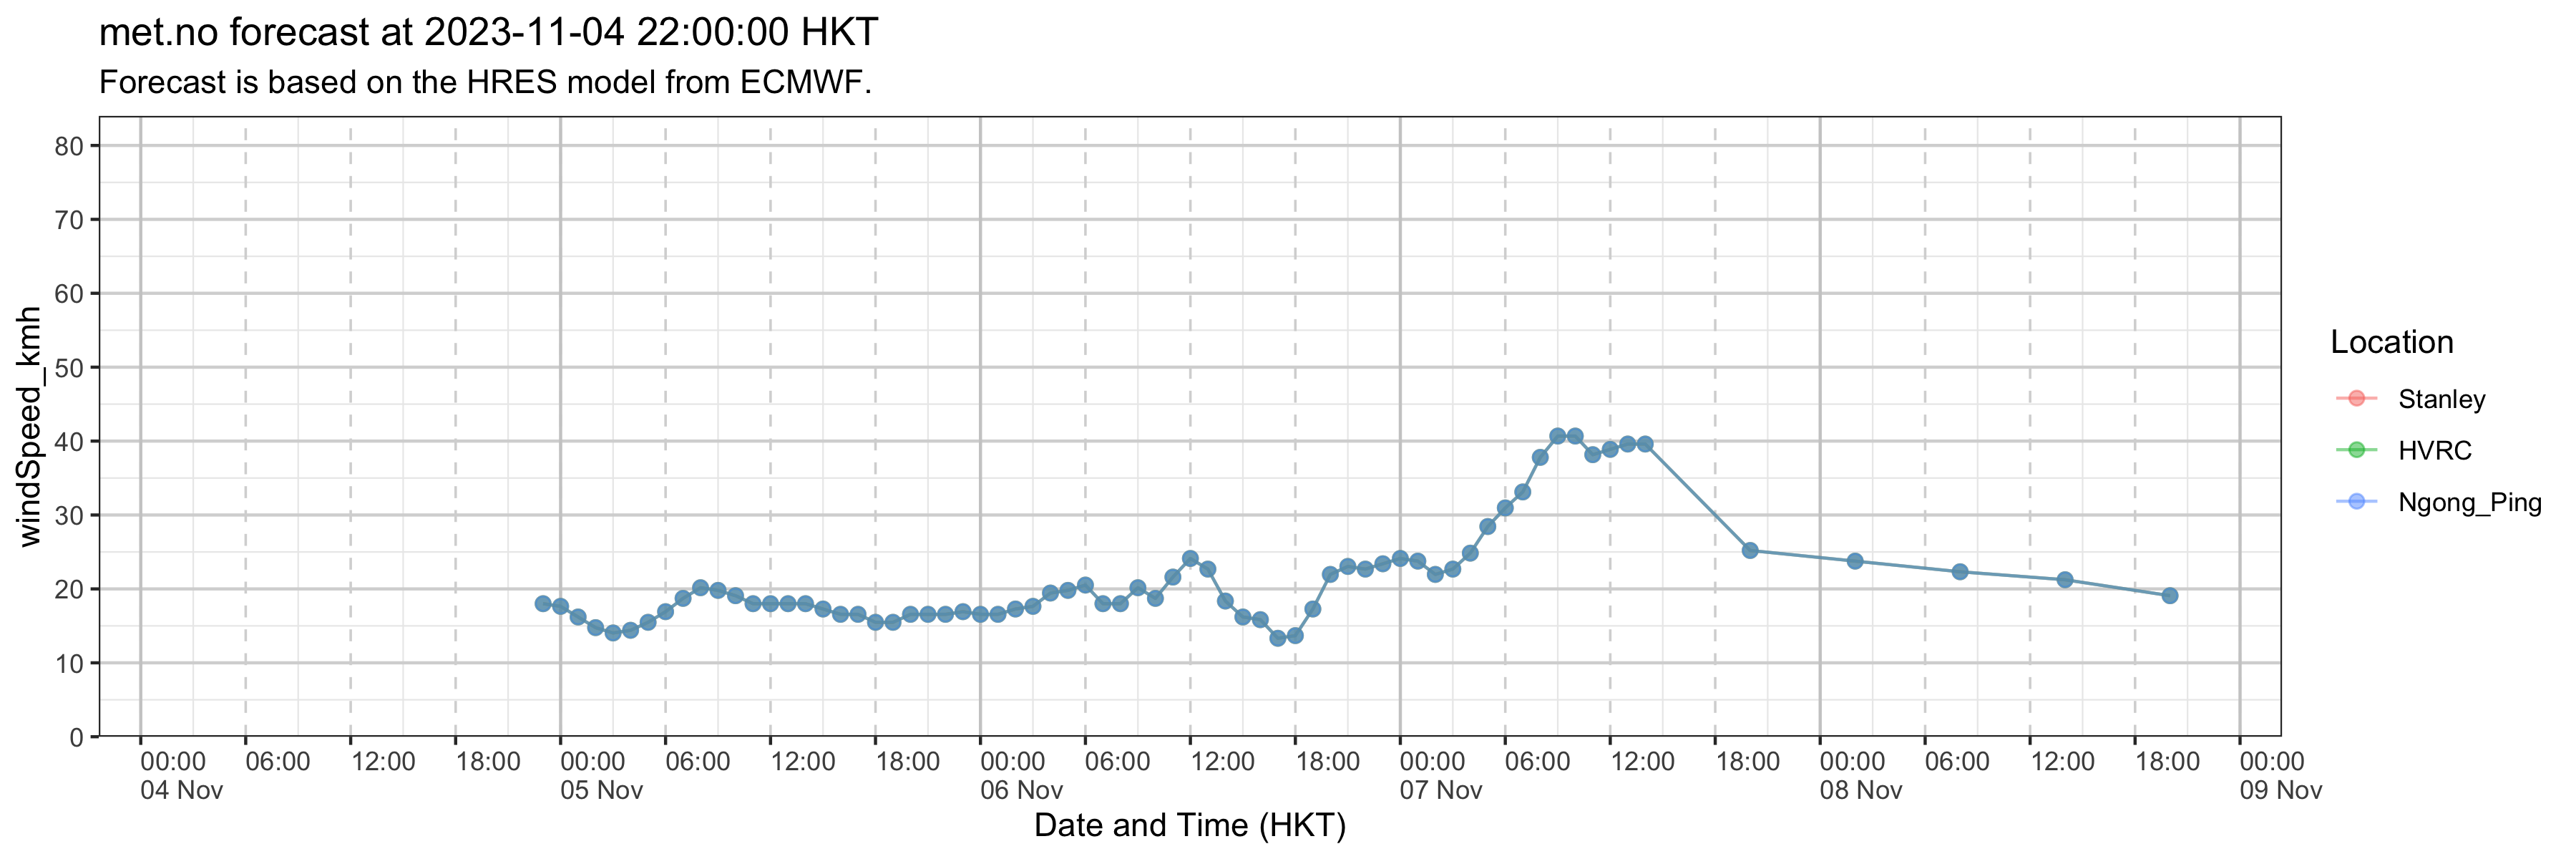 met.no forecast at 2023-11-04 22:00:00 HKT
Forecast is based on the HRES model from ECMWF.
windSpeed_kmh
80
70
60
50
40
30
20
10
0
00:00 06:00 12:00 18:00 00:00 06:00 12:00 18:00 00:00 06:00 12:00 18:00 00:00 06:00 12:00 18:00 00:00 06:00 12:00 18:00 00:00
04 Nov 05 Nov 06 Nov 07 Nov 08 Nov 09 Nov
Date and Time (HKT)
Location
Stanley
HVRC
Ngong_Ping